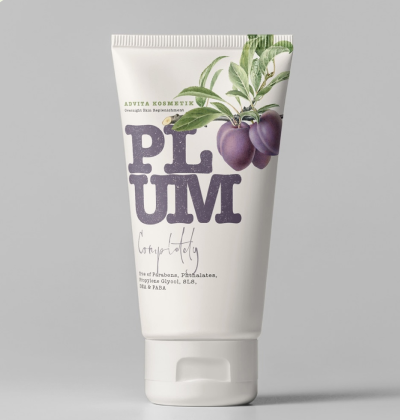 ADVITA KOSMETIK
Overnight Skin Replenishment
PL
UM
Completely
Free of Parabens, Phthalates,
Propylene Glycol, SLS,
DEA & PABA